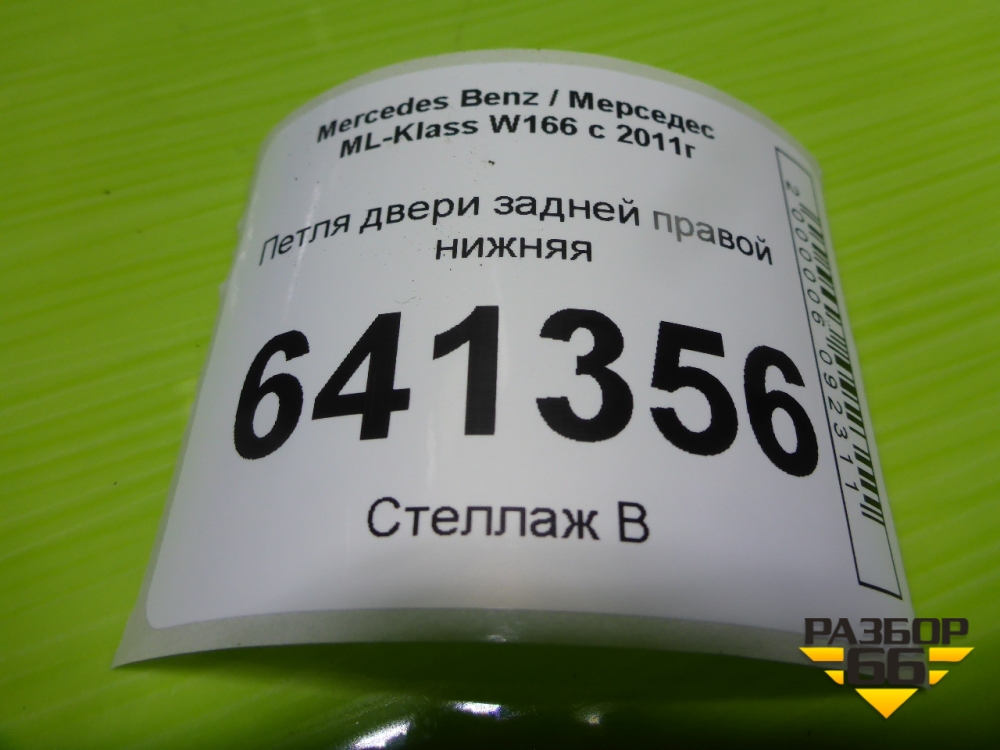 Mercedes Benz / Мерседес
ML-Klass W166 с 2011г
Петля двери задней правой
нижняя
641356
Стеллаж В
2000006092311
РАЗБОР
66